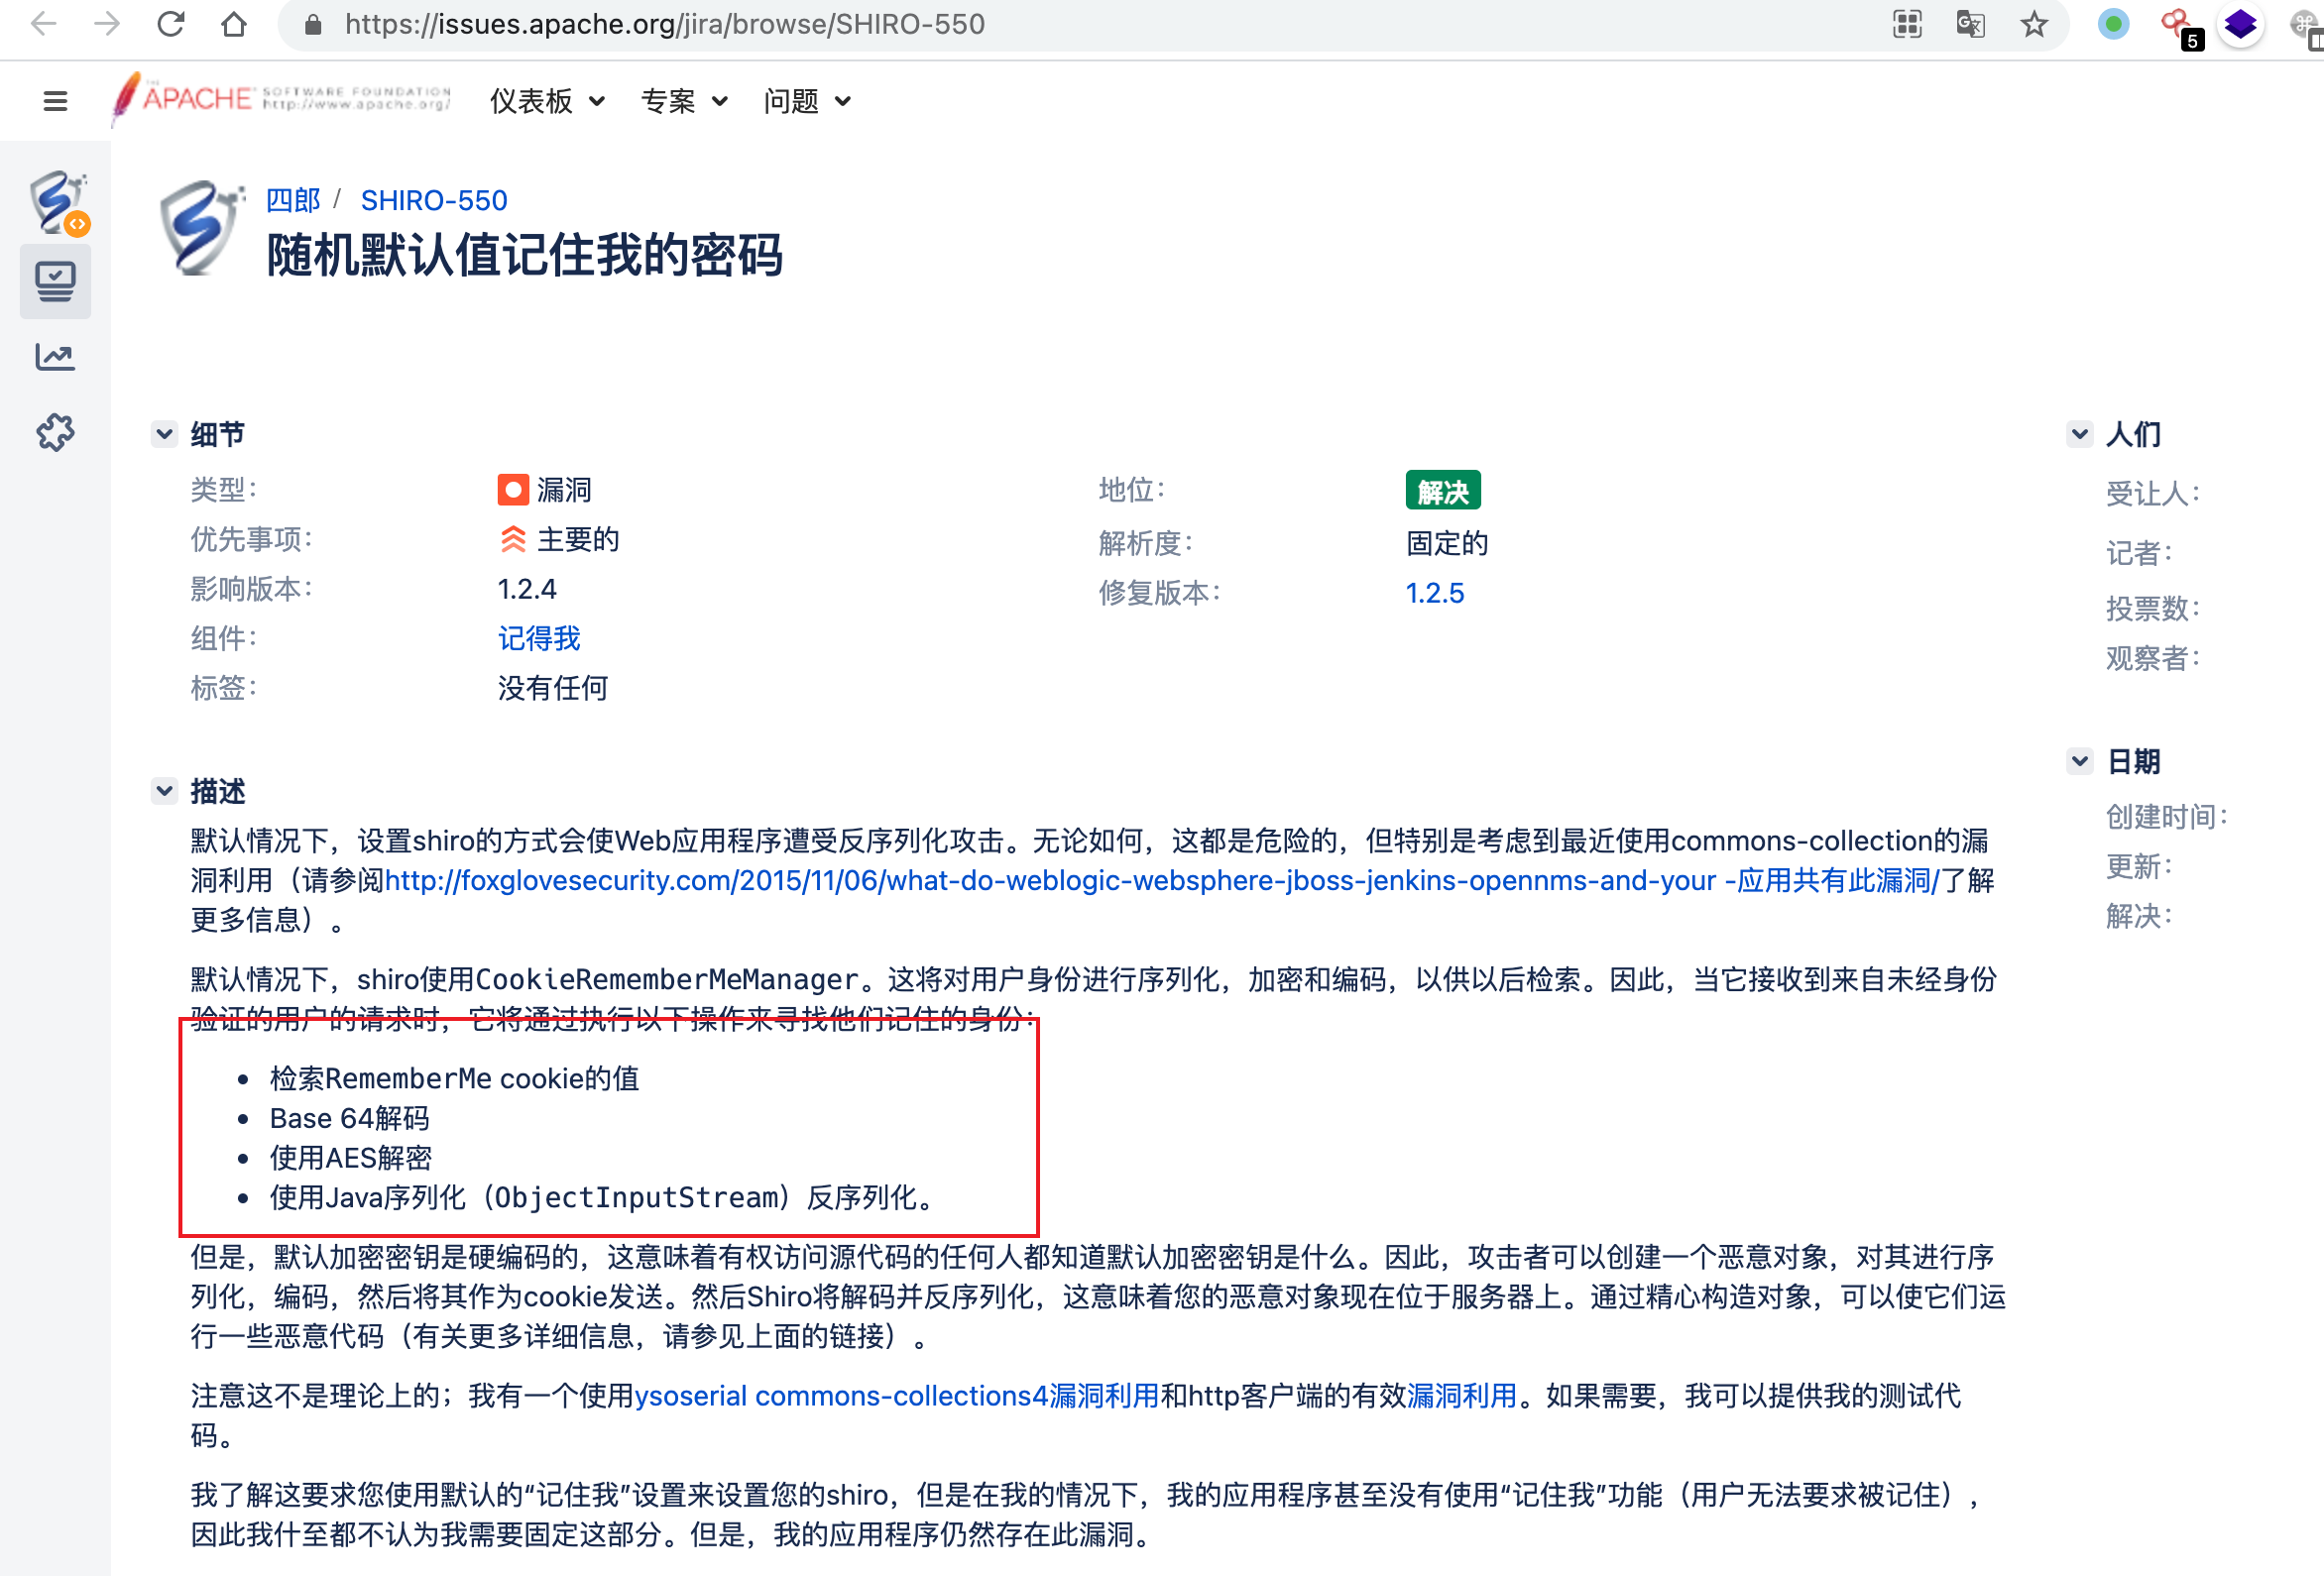 https://issues.apache.org/jira/browse/SHIRO-550
5
THE
APACHE SOFTWARE FOUNDATION
http://www.apache.org/
仪表板 专案 问题
四郎 / SHIRO-550
随机默认值记住我的密码
细节
类型： 漏洞 地位： 解决
优先事项： 主要的 解析度： 固定的
影响版本： 1.2.4 修复版本： 1.2.5
组件： 记得我
标签： 没有任何
人们
受让人：
记者：
投票数：
观察者：
描述
默认情况下，设置shiro的方式会使Web应用程序遭受反序列化攻击。无论如何，这都是危险的，但特别是考虑到最近使用commons-collection的漏
洞利用（请参阅http://foxglovesecurity.com/2015/11/06/what-do-weblogic-websphere-jboss-jenkins-opennms-and-your -应用共有此漏洞/了解
更多信息）。
默认情况下，shiro使用CookieRememberMeManager。这将对用户身份进行序列化，加密和编码，以供以后检索。因此，当它接收到来自未经身份
验证的用户的请求时，它将通过执行以下操作来寻找他们记住的身份：
• 检索RememberMe cookie的值
• Base 64解码
• 使用AES解密
• 使用Java序列化（ObjectInputStream）反序列化。
但是，默认加密密钥是硬编码的，这意味着有权访问源代码的任何人都知道默认加密密钥是什么。因此，攻击者可以创建一个恶意对象，对其进行序
列化，编码，然后将其作为cookie发送。然后Shiro将解码并反序列化，这意味着您的恶意对象现在位于服务器上。通过精心构造对象，可以使它们运
行一些恶意代码（有关更多详细信息，请参见上面的链接）。
注意这不是理论上的；我有一个使用ysoserial commons-collections4漏洞利用和http客户端的有效漏洞利用。如果需要，我可以提供我的测试代
码。
我了解这要求您使用默认的“记住我”设置来设置您的shiro，但是在我的情况下，我的应用程序甚至没有使用“记住我”功能（用户无法要求被记住），
因此我什至都不认为我需要固定这部分。但是，我的应用程序仍然存在此漏洞。
日期
创建时间：
更新：
解决：